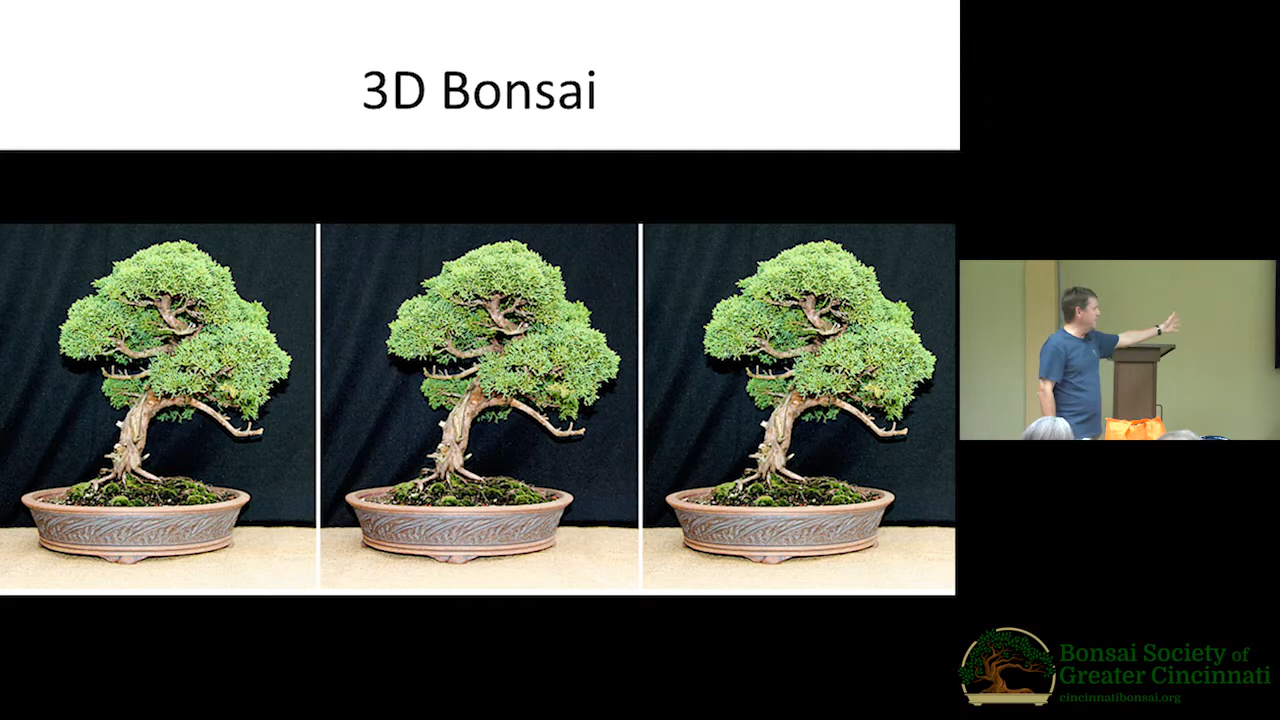 3D Bonsai
Bonsai Society of
Greater Cincinnati
cincinnatibonsai.org